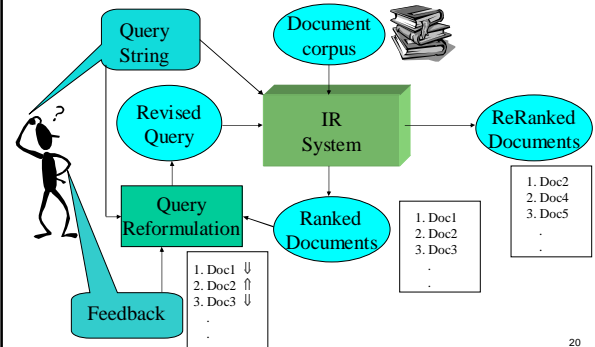 Query
String
Document
corpus
?
Revised
Query
IR
System
ReRanked
Documents
1. Doc2
2. Doc4
3. Doc5
.
.
Query
Reformulation
Ranked
Documents
1. Doc1
2. Doc2
3. Doc3
.
.
1. Doc1 ⇓
2. Doc2 ⇑
3. Doc3 ⇓
.
.
Feedback
20